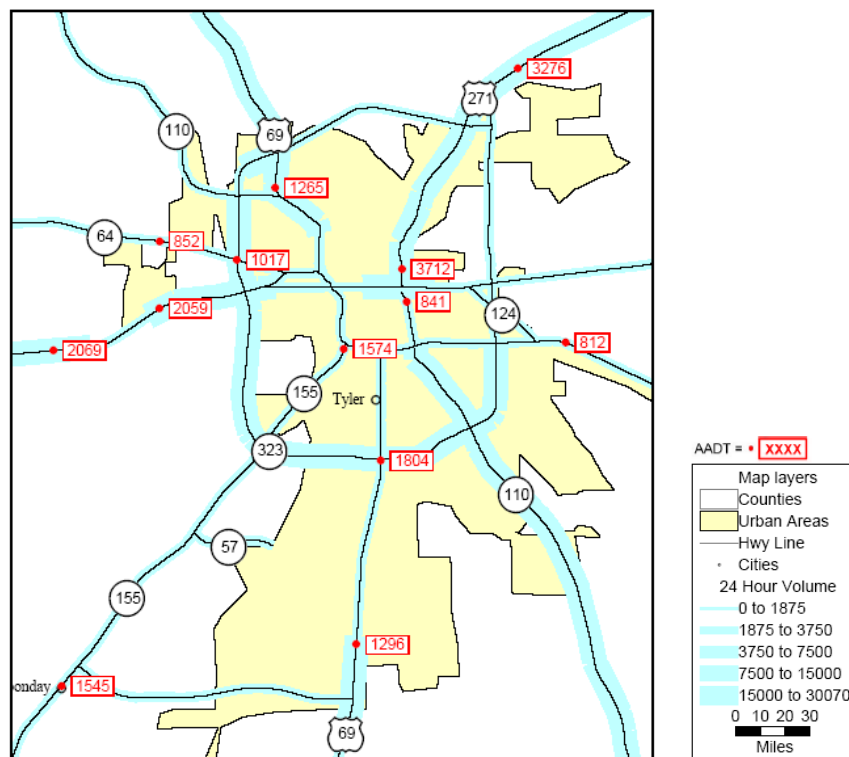 3276
271
110
69
1265
64
852
1017
3712
2059
841
124
2069
1574
812
155
Tyler
323
1804
110
57
155
1296
onday
1545
69
AADT = • XXXX
Map layers
Counties
Urban Areas
Hwy Line
Cities
24 Hour Volume
0 to 1875
1875 to 3750
3750 to 7500
7500 to 15000
15000 to 30070
0 10 20 30
Miles